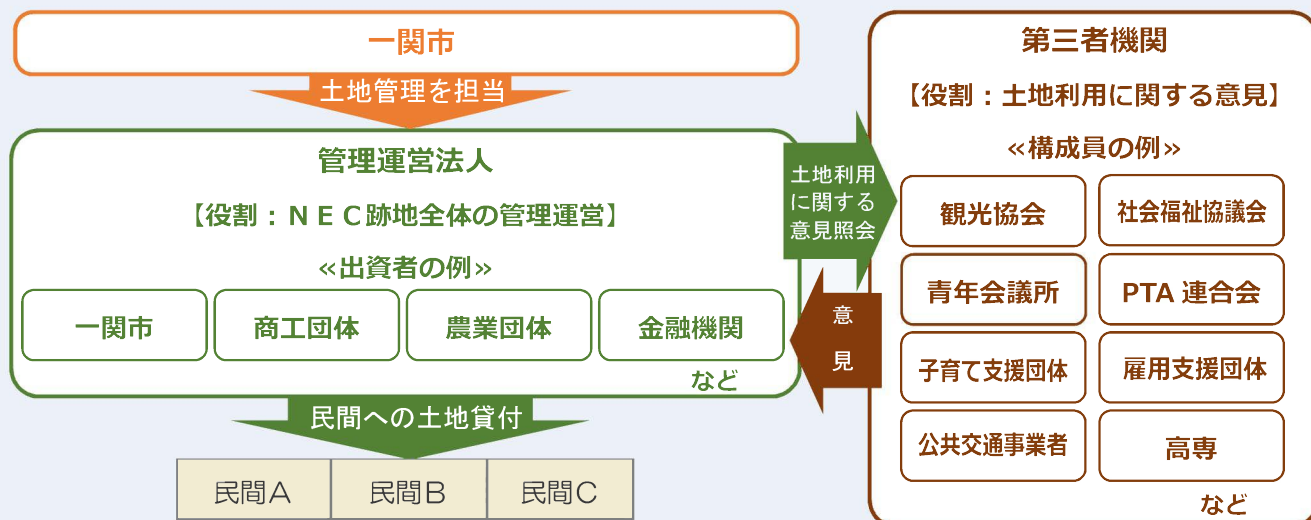 一関市
土地管理を担当
管理運営法人
【役割：ＮＥＣ跡地全体の管理運営】
≪出資者の例≫
一関市
商工団体
農業団体
金融機関
など
民間への土地貸付
民間A
民間B
民間C
土地利用
に関する
意見照会
意
見
第三者機関
【役割：土地利用に関する意見】
≪構成員の例≫
観光協会
社会福祉協議会
青年会議所
PTA 連合会
子育て支援団体
雇用支援団体
公共交通事業者
高専
など